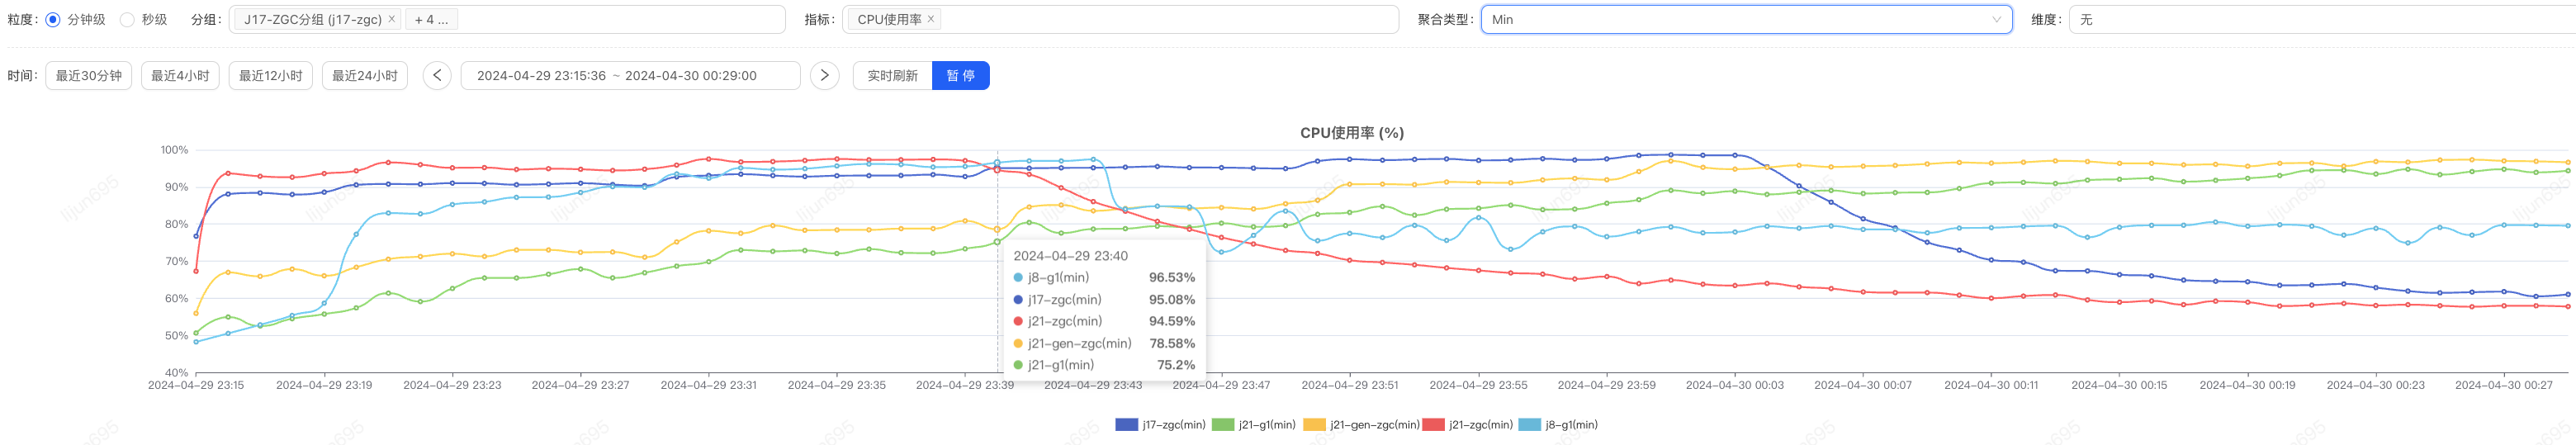 粒度: 分钟级 秒级 分组: J17-ZGC分组 (j17-zgc) × + 4 ... 指标: CPU使用率 × 聚合类型: Min 维度: 无
时间: 最近30分钟 最近4小时 最近12小时 最近24小时 < 2024-04-29 23:15:36 ~ 2024-04-30 00:29:00 > 实时刷新 暂 停
CPU使用率 (%)
100%
90%
80%
70%
60%
50%
40%
2024-04-29 23:40
j8-g1(min) 96.53%
j17-zgc(min) 95.08%
j21-zgc(min) 94.59%
j21-gen-zgc(min) 78.58%
j21-g1(min) 75.2%
2024-04-29 23:15 2024-04-29 23:19 2024-04-29 23:23 2024-04-29 23:27 2024-04-29 23:31 2024-04-29 23:35 2024-04-29 23:39 2024-04-29 23:43 2024-04-29 23:47 2024-04-29 23:51 2024-04-29 23:55 2024-04-29 23:59 2024-04-30 00:03 2024-04-30 00:07 2024-04-30 00:11 2024-04-30 00:15 2024-04-30 00:19 2024-04-30 00:23 2024-04-30 00:27
j17-zgc(min) j21-g1(min) j21-gen-zgc(min) j21-zgc(min) j8-g1(min)
lijun695